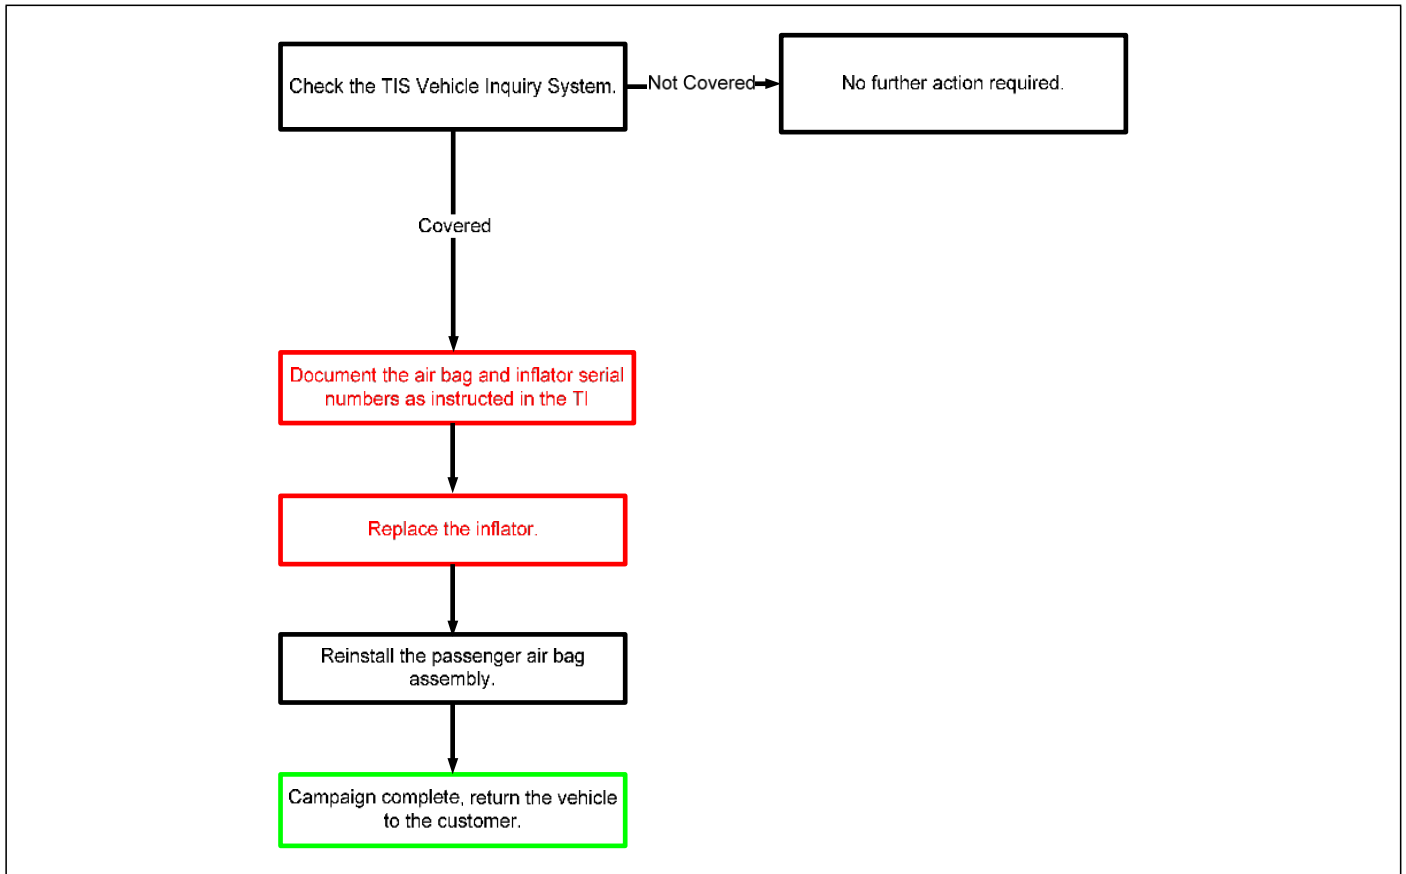 Check the TIS Vehicle Inquiry System.
Not Covered
No further action required.
Covered
Document the air bag and inflator serial
numbers as instructed in the TI
Replace the inflator.
Reinstall the passenger air bag
assembly.
Campaign complete, return the vehicle
to the customer.